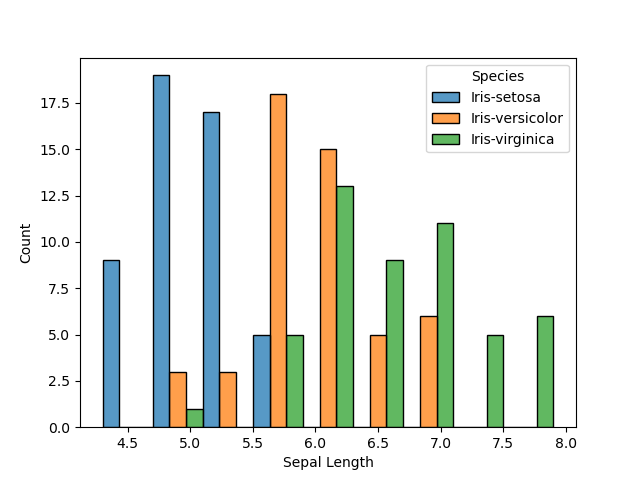 Species
Iris-setosa
Iris-versicolor
Iris-virginica
17.5
15.0
12.5
10.0
7.5
5.0
2.5
0.0
Count
4.5 5.0 5.5 6.0 6.5 7.0 7.5 8.0
Sepal Length